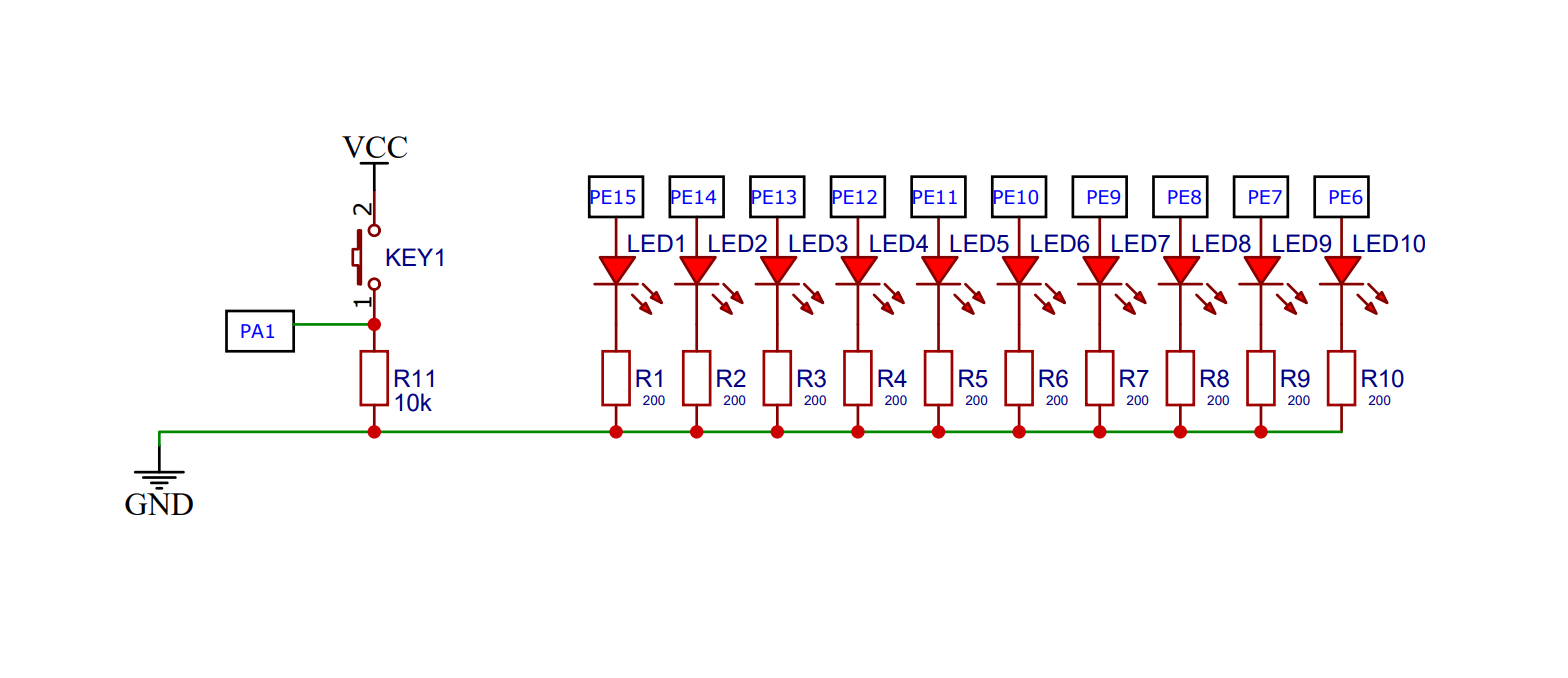 VCC
2
KEY1
1
PA1
R11
10k
GND
PE15 PE14 PE13 PE12 PE11 PE10 PE9 PE8 PE7 PE6
LED1 LED2 LED3 LED4 LED5 LED6 LED7 LED8 LED9 LED10
R1 R2 R3 R4 R5 R6 R7 R8 R9 R10
200 200 200 200 200 200 200 200 200 200